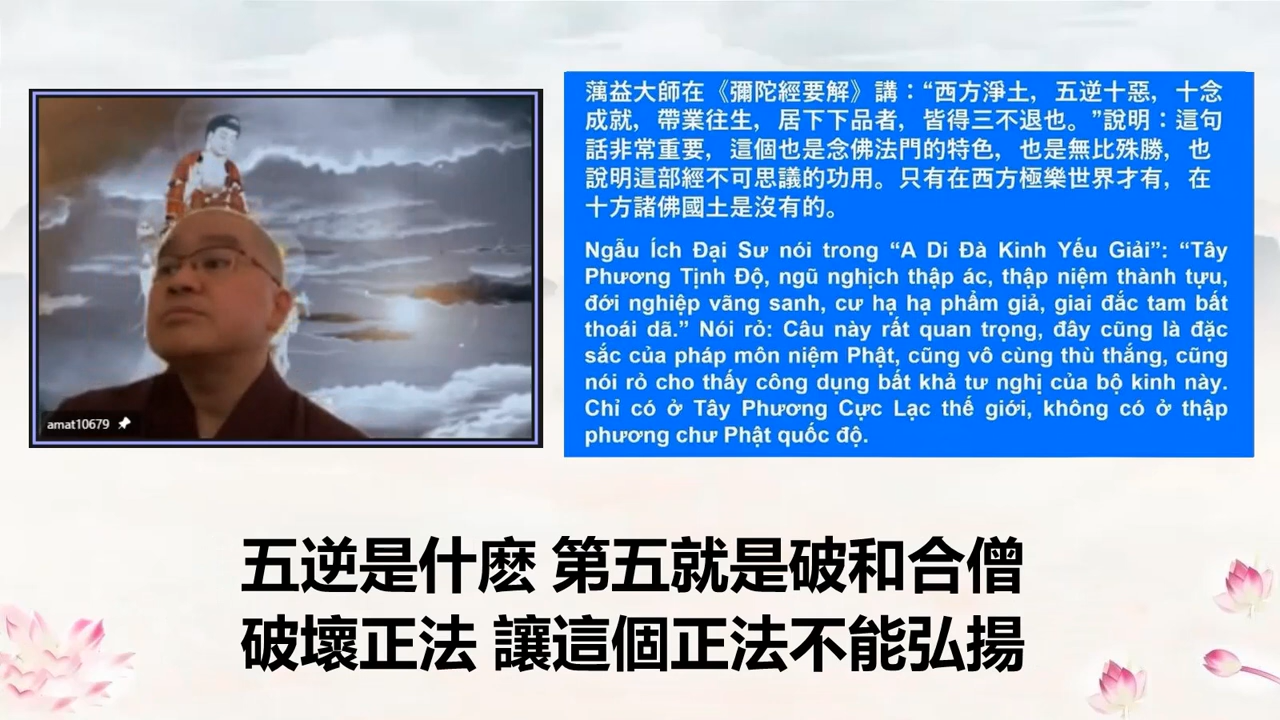 amat10679
蕅益大師在《彌陀經要解》講：“西方淨土，五逆十惡，十念
成就，帶業往生，居下下品者，皆得三不退也。”說明：這句
話非常重要，這個也是念佛法門的特色，也是無比殊勝，也
說明這部經不可思議的功用。只有在西方極樂世界才有，在
十方諸佛國土是沒有的。
Ngẫu Ích Đại Sư nói trong “A Di Đà Kinh Yếu Giải”: “Tây
Phương Tịnh Độ, ngũ nghịch thập ác, thập niệm thành tựu,
đới nghiệp vãng sanh, cư hạ hạ phẩm giả, giai đắc tam bất
thoái dã.” Nói rỏ: Câu này rất quan trọng, đây cũng là đặc
sắc của pháp môn niệm Phật, cũng vô cùng thù thắng, cũng
nói rỏ cho thấy công dụng bất khả tư nghị của bộ kinh này.
Chỉ có ở Tây Phương Cực Lạc thế giới, không có ở thập
phương chư Phật quốc độ.
五逆是什麽 第五就是破和合僧
破壞正法 讓這個正法不能弘揚